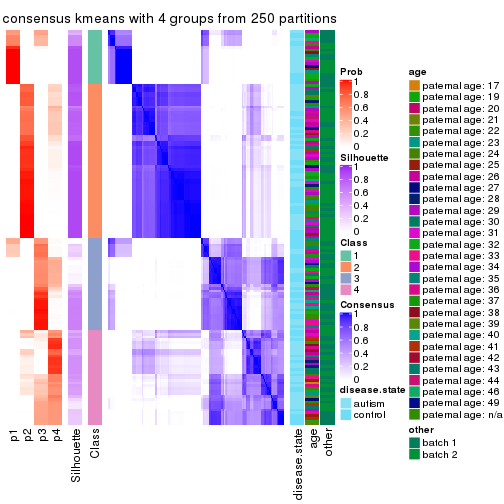 consensus kmeans with 4 groups from 250 partitions
p1
p2
p3
p4
Silhouette
Class
disease.state
age
other
Prob
1
0.8
0.6
0.4
0.2
0
Silhouette
1
0.8
0.6
0.4
0.2
0
Class
1
2
3
4
Consensus
1
0.8
0.6
0.4
0.2
0
disease.state
autism
control
age
paternal age: 17
paternal age: 19
paternal age: 20
paternal age: 21
paternal age: 22
paternal age: 23
paternal age: 24
paternal age: 25
paternal age: 26
paternal age: 27
paternal age: 28
paternal age: 29
paternal age: 30
paternal age: 31
paternal age: 32
paternal age: 33
paternal age: 34
paternal age: 35
paternal age: 36
paternal age: 37
paternal age: 38
paternal age: 39
paternal age: 40
paternal age: 41
paternal age: 42
paternal age: 43
paternal age: 44
paternal age: 46
paternal age: 49
paternal age: n/a
other
batch 1
batch 2